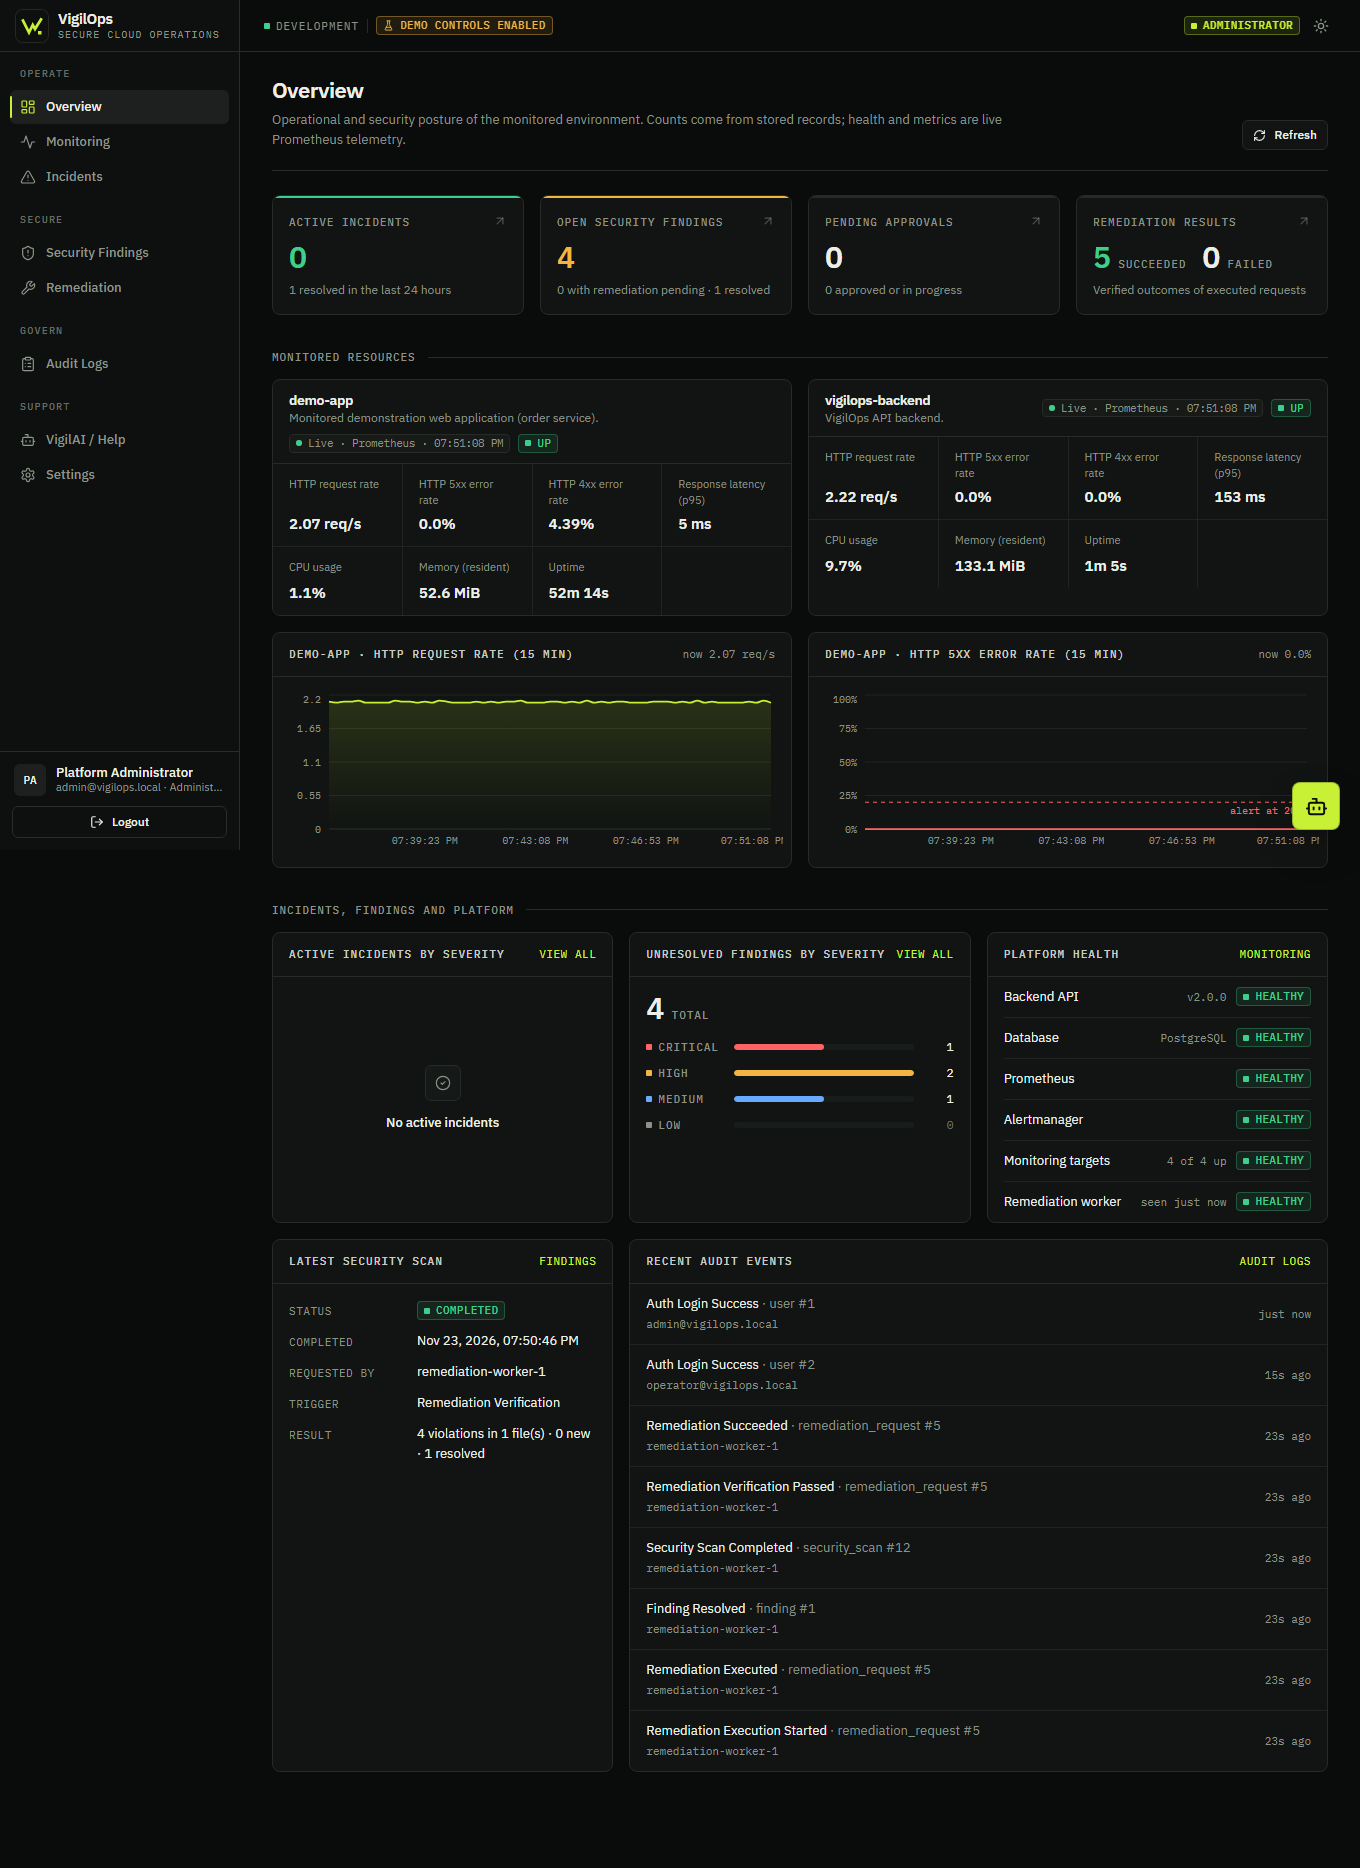 VigilOps
SECURE CLOUD OPERATIONS
DEVELOPMENT
DEMO CONTROLS ENABLED
ADMINISTRATOR
OPERATE
Overview
Monitoring
Incidents
SECURE
Security Findings
Remediation
GOVERN
Audit Logs
SUPPORT
VigilAI / Help
Settings
PA
Platform Administrator
admin@vigilops.local · Administ...
Logout
Overview
Operational and security posture of the monitored environment. Counts come from stored records; health and metrics are live
Prometheus telemetry.
Refresh
ACTIVE INCIDENTS
0
1 resolved in the last 24 hours
OPEN SECURITY FINDINGS
4
0 with remediation pending · 1 resolved
PENDING APPROVALS
0
0 approved or in progress
REMEDIATION RESULTS
5 SUCCEEDED 0 FAILED
Verified outcomes of executed requests
MONITORED RESOURCES
demo-app
Monitored demonstration web application (order service).
Live · Prometheus · 07:51:08 PM
UP
HTTP request rate
2.07 req/s
HTTP 5xx error
rate
0.0%
HTTP 4xx error
rate
4.39%
Response latency
(p95)
5 ms
CPU usage
1.1%
Memory (resident)
52.6 MiB
Uptime
52m 14s
vigilops-backend
VigilOps API backend.
Live · Prometheus · 07:51:08 PM
UP
HTTP request rate
2.22 req/s
HTTP 5xx error
rate
0.0%
HTTP 4xx error
rate
0.0%
Response latency
(p95)
153 ms
CPU usage
9.7%
Memory (resident)
133.1 MiB
Uptime
1m 5s
DEMO-APP · HTTP REQUEST RATE (15 MIN)
now 2.07 req/s
2.2
1.65
1.1
0.55
0
07:39:23 PM
07:43:08 PM
07:46:53 PM
07:51:08 PM
DEMO-APP · HTTP 5XX ERROR RATE (15 MIN)
now 0.0%
100%
75%
50%
25%
alert at 2
0%
07:39:23 PM
07:43:08 PM
07:46:53 PM
07:51:08 PM
INCIDENTS, FINDINGS AND PLATFORM
ACTIVE INCIDENTS BY SEVERITY
VIEW ALL
No active incidents
UNRESOLVED FINDINGS BY SEVERITY
VIEW ALL
4 TOTAL
CRITICAL 1
HIGH 2
MEDIUM 1
LOW 0
PLATFORM HEALTH
MONITORING
Backend API v2.0.0 HEALTHY
Database PostgreSQL HEALTHY
Prometheus HEALTHY
Alertmanager HEALTHY
Monitoring targets 4 of 4 up HEALTHY
Remediation worker seen just now HEALTHY
LATEST SECURITY SCAN
FINDINGS
STATUS COMPLETED
COMPLETED Nov 23, 2026, 07:50:46 PM
REQUESTED BY remediation-worker-1
TRIGGER Remediation Verification
RESULT 4 violations in 1 file(s) · 0 new
· 1 resolved
RECENT AUDIT EVENTS
AUDIT LOGS
Auth Login Success · user #1
admin@vigilops.local
just now
Auth Login Success · user #2
operator@vigilops.local
15s ago
Remediation Succeeded · remediation_request #5
remediation-worker-1
23s ago
Remediation Verification Passed · remediation_request #5
remediation-worker-1
23s ago
Security Scan Completed · security_scan #12
remediation-worker-1
23s ago
Finding Resolved · finding #1
remediation-worker-1
23s ago
Remediation Executed · remediation_request #5
remediation-worker-1
23s ago
Remediation Execution Started · remediation_request #5
remediation-worker-1
23s ago